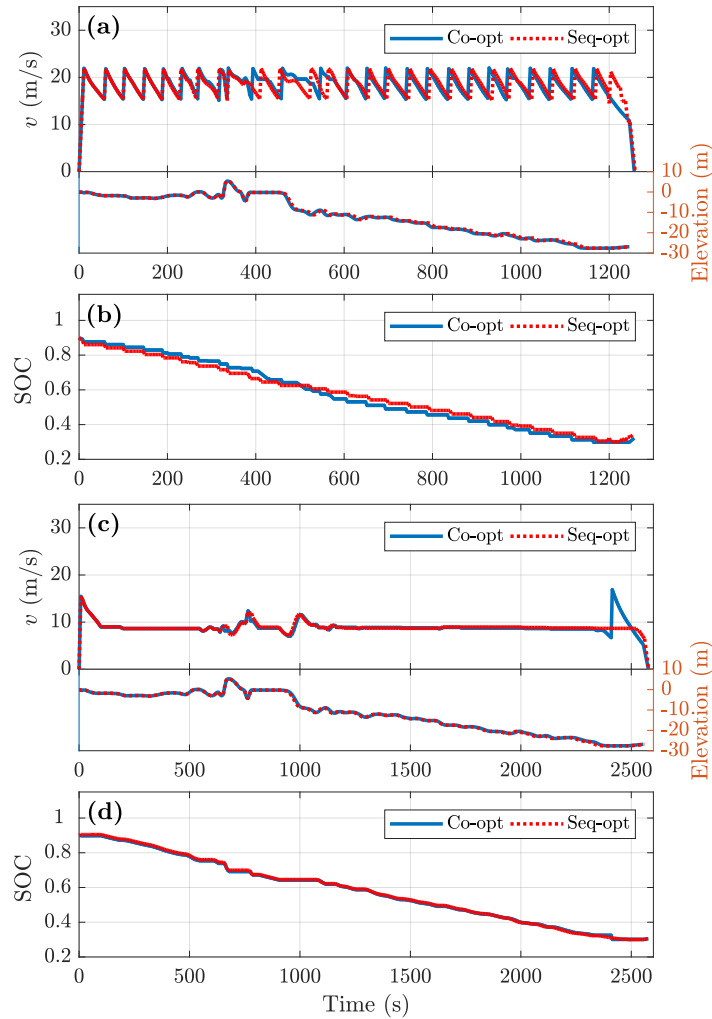 (a)
Co-opt Seq-opt
30
20
10
0
v (m/s)
10
0
-10
-20
-30
Elevation (m)
0 200 400 600 800 1000 1200
(b)
Co-opt Seq-opt
1
0.8
0.6
0.4
0.2
SOC
0 200 400 600 800 1000 1200
(c)
Co-opt Seq-opt
30
20
10
0
v (m/s)
10
0
-10
-20
-30
Elevation (m)
0 500 1000 1500 2000 2500
(d)
Co-opt Seq-opt
1
0.8
0.6
0.4
0.2
SOC
0 500 1000 1500 2000 2500
Time (s)